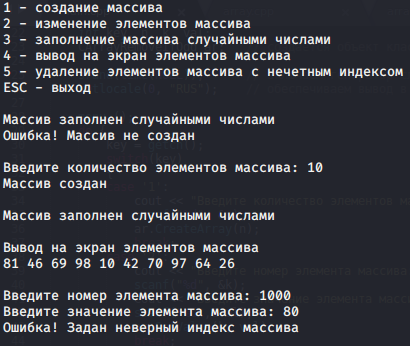 1 - создание массива
2 - изменение элементов массива
3 - заполнение массива случайными числами
4 - вывод на экран элементов массива
5 - удаление элементов массива с нечетным индексом
ESC - выход
Массив заполнен случайными числами
Ошибка! Массив не создан
Введите количество элементов массива: 10
Массив создан
Массив заполнен случайными числами
Вывод на экран элементов массива
81 46 69 98 10 42 70 97 64 26
Введите номер элемента массива: 1000
Введите значение элемента массива: 80
Ошибка! Задан неверный индекс массива